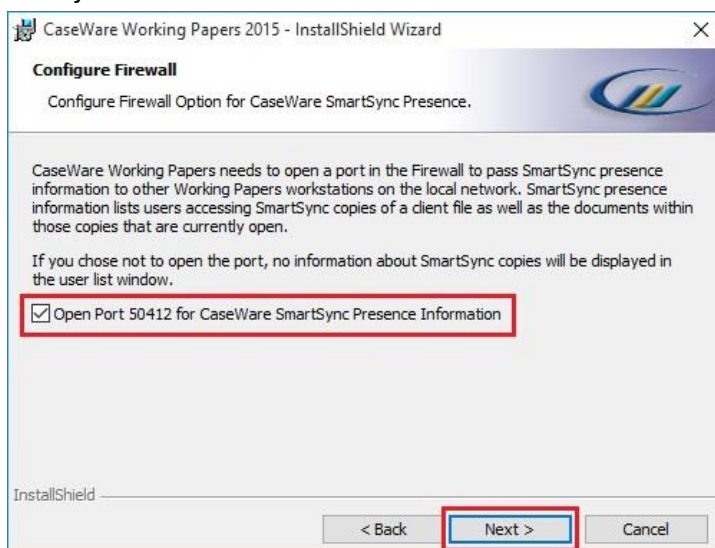 CaseWare Working Papers 2015 - InstallShield Wizard
Configure Firewall
Configure Firewall Option for CaseWare SmartSync Presence.
CaseWare Working Papers needs to open a port in the Firewall to pass SmartSync presence
information to other Working Papers workstations on the local network. SmartSync presence
information lists users accessing SmartSync copies of a client file as well as the documents within
those copies that are currently open.
If you chose not to open the port, no information about SmartSync copies will be displayed in
the user list window.
Open Port 50412 for CaseWare SmartSync Presence Information
InstallShield
< Back Next > Cancel